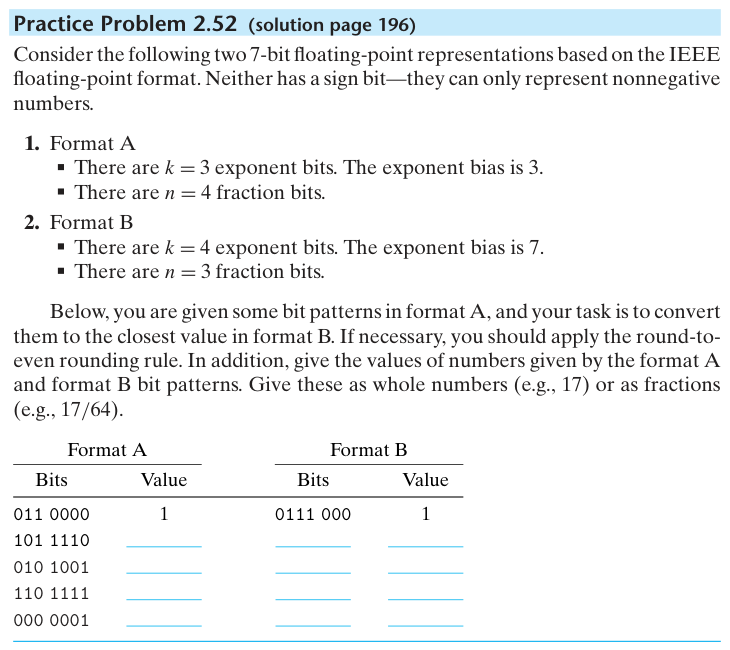 Practice Problem 2.52 (solution page 196)
Consider the following two 7-bit floating-point representations based on the IEEE
floating-point format. Neither has a sign bit—they can only represent nonnegative
numbers.
1. Format A
▪ There are k = 3 exponent bits. The exponent bias is 3.
▪ There are n = 4 fraction bits.
2. Format B
▪ There are k = 4 exponent bits. The exponent bias is 7.
▪ There are n = 3 fraction bits.
Below, you are given some bit patterns in format A, and your task is to convert
them to the closest value in format B. If necessary, you should apply the round-to-
even rounding rule. In addition, give the values of numbers given by the format A
and format B bit patterns. Give these as whole numbers (e.g., 17) or as fractions
(e.g., 17/64).
Format A Format B
Bits Value Bits Value
011 0000 1 0111 000 1
101 1110
010 1001
110 1111
000 0001